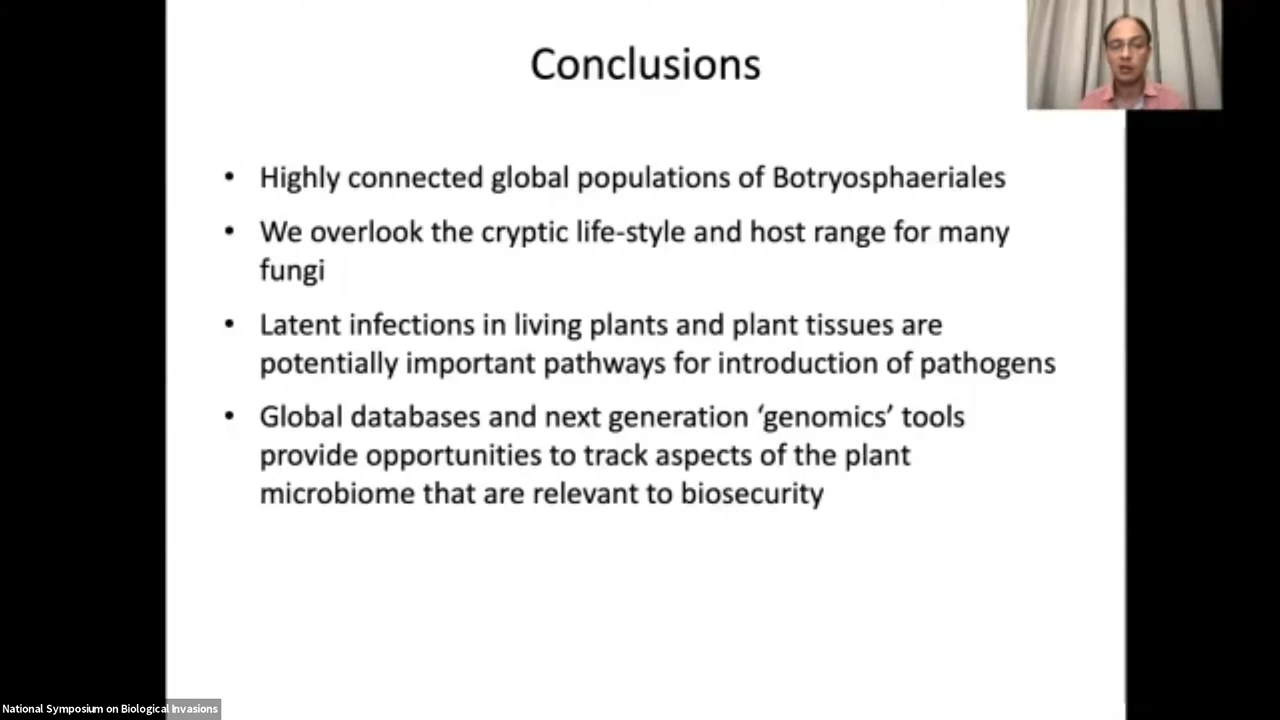 Conclusions
• Highly connected global populations of Botryosphaeriales
• We overlook the cryptic life-style and host range for many
fungi
• Latent infections in living plants and plant tissues are
potentially important pathways for introduction of pathogens
• Global databases and next generation ‘genomics’ tools
provide opportunities to track aspects of the plant
microbiome that are relevant to biosecurity
National Symposium on Biological Invasions